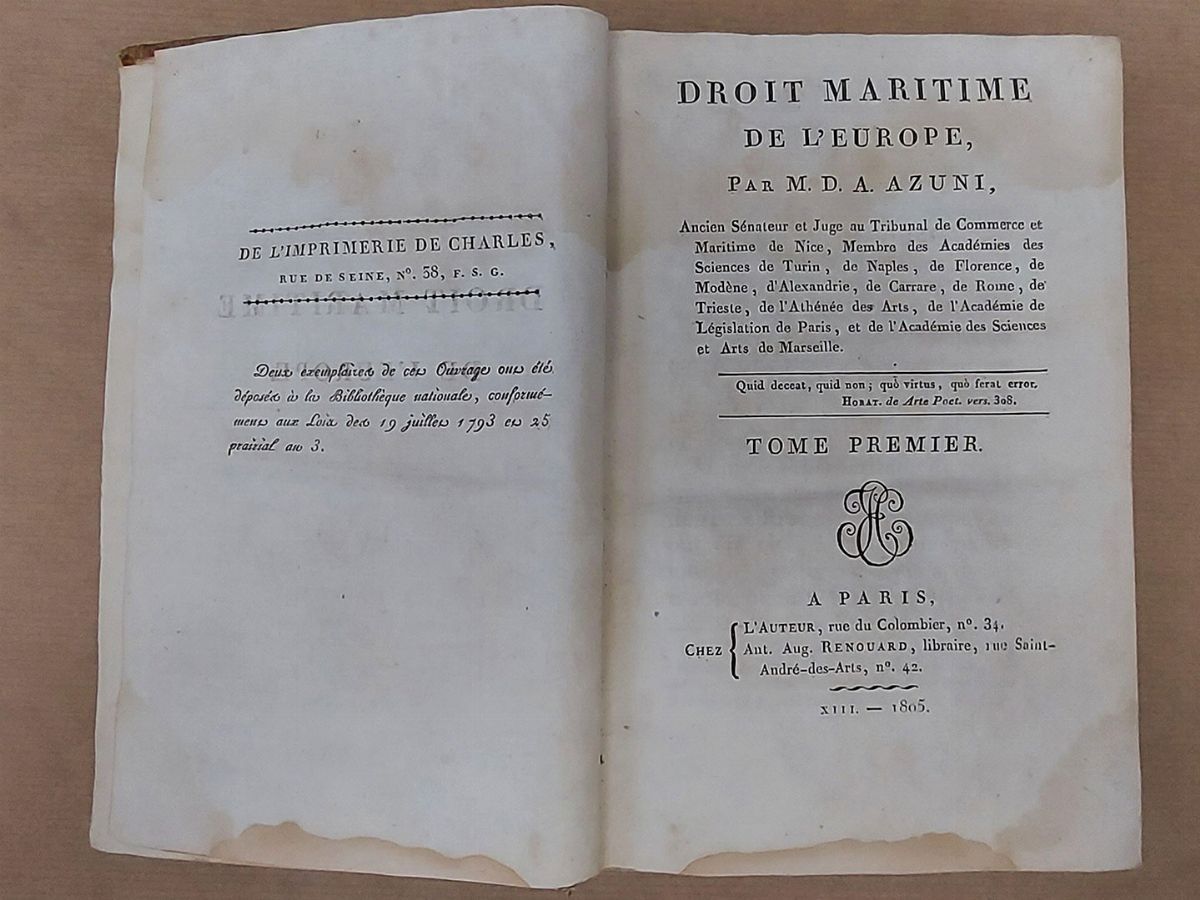 DE L'IMPRIMERIE DE CHARLES,
RUE DE SEINE, Nº. 38, F. S. G.
Deux exemplaires de cet Ouvrage ont été
déposés à la Bibliothèque nationale, conformé-
ment aux Loix des 19 juillet 1793 et 25
prairial an 3.
DROIT MARITIME
DE L'EUROPE,
PAR M. D. A. AZUNI,
Ancien Sénateur et Juge au Tribunal de Commerce et
Maritime de Nice, Membre des Académies des
Sciences de Turin, de Naples, de Florence, de
Modène, d'Alexandrie, de Carrare, de Rome, de
Trieste, de l'Athénée des Arts, de l'Académie de
Législation de Paris, et de l'Académie des Sciences
et Arts de Marseille.
Quid deceat, quid non; quò virtus, quò ferat error.
HORAT. de Arte Poet. vers. 308.
TOME PREMIER.
A PARIS,
CHEZ { L'AUTEUR, rue du Colombier, nº. 34.
Ant. Aug. RENOUARD, libraire, rue Saint-
André-des-Arts, nº. 42.
XIII. — 1805.